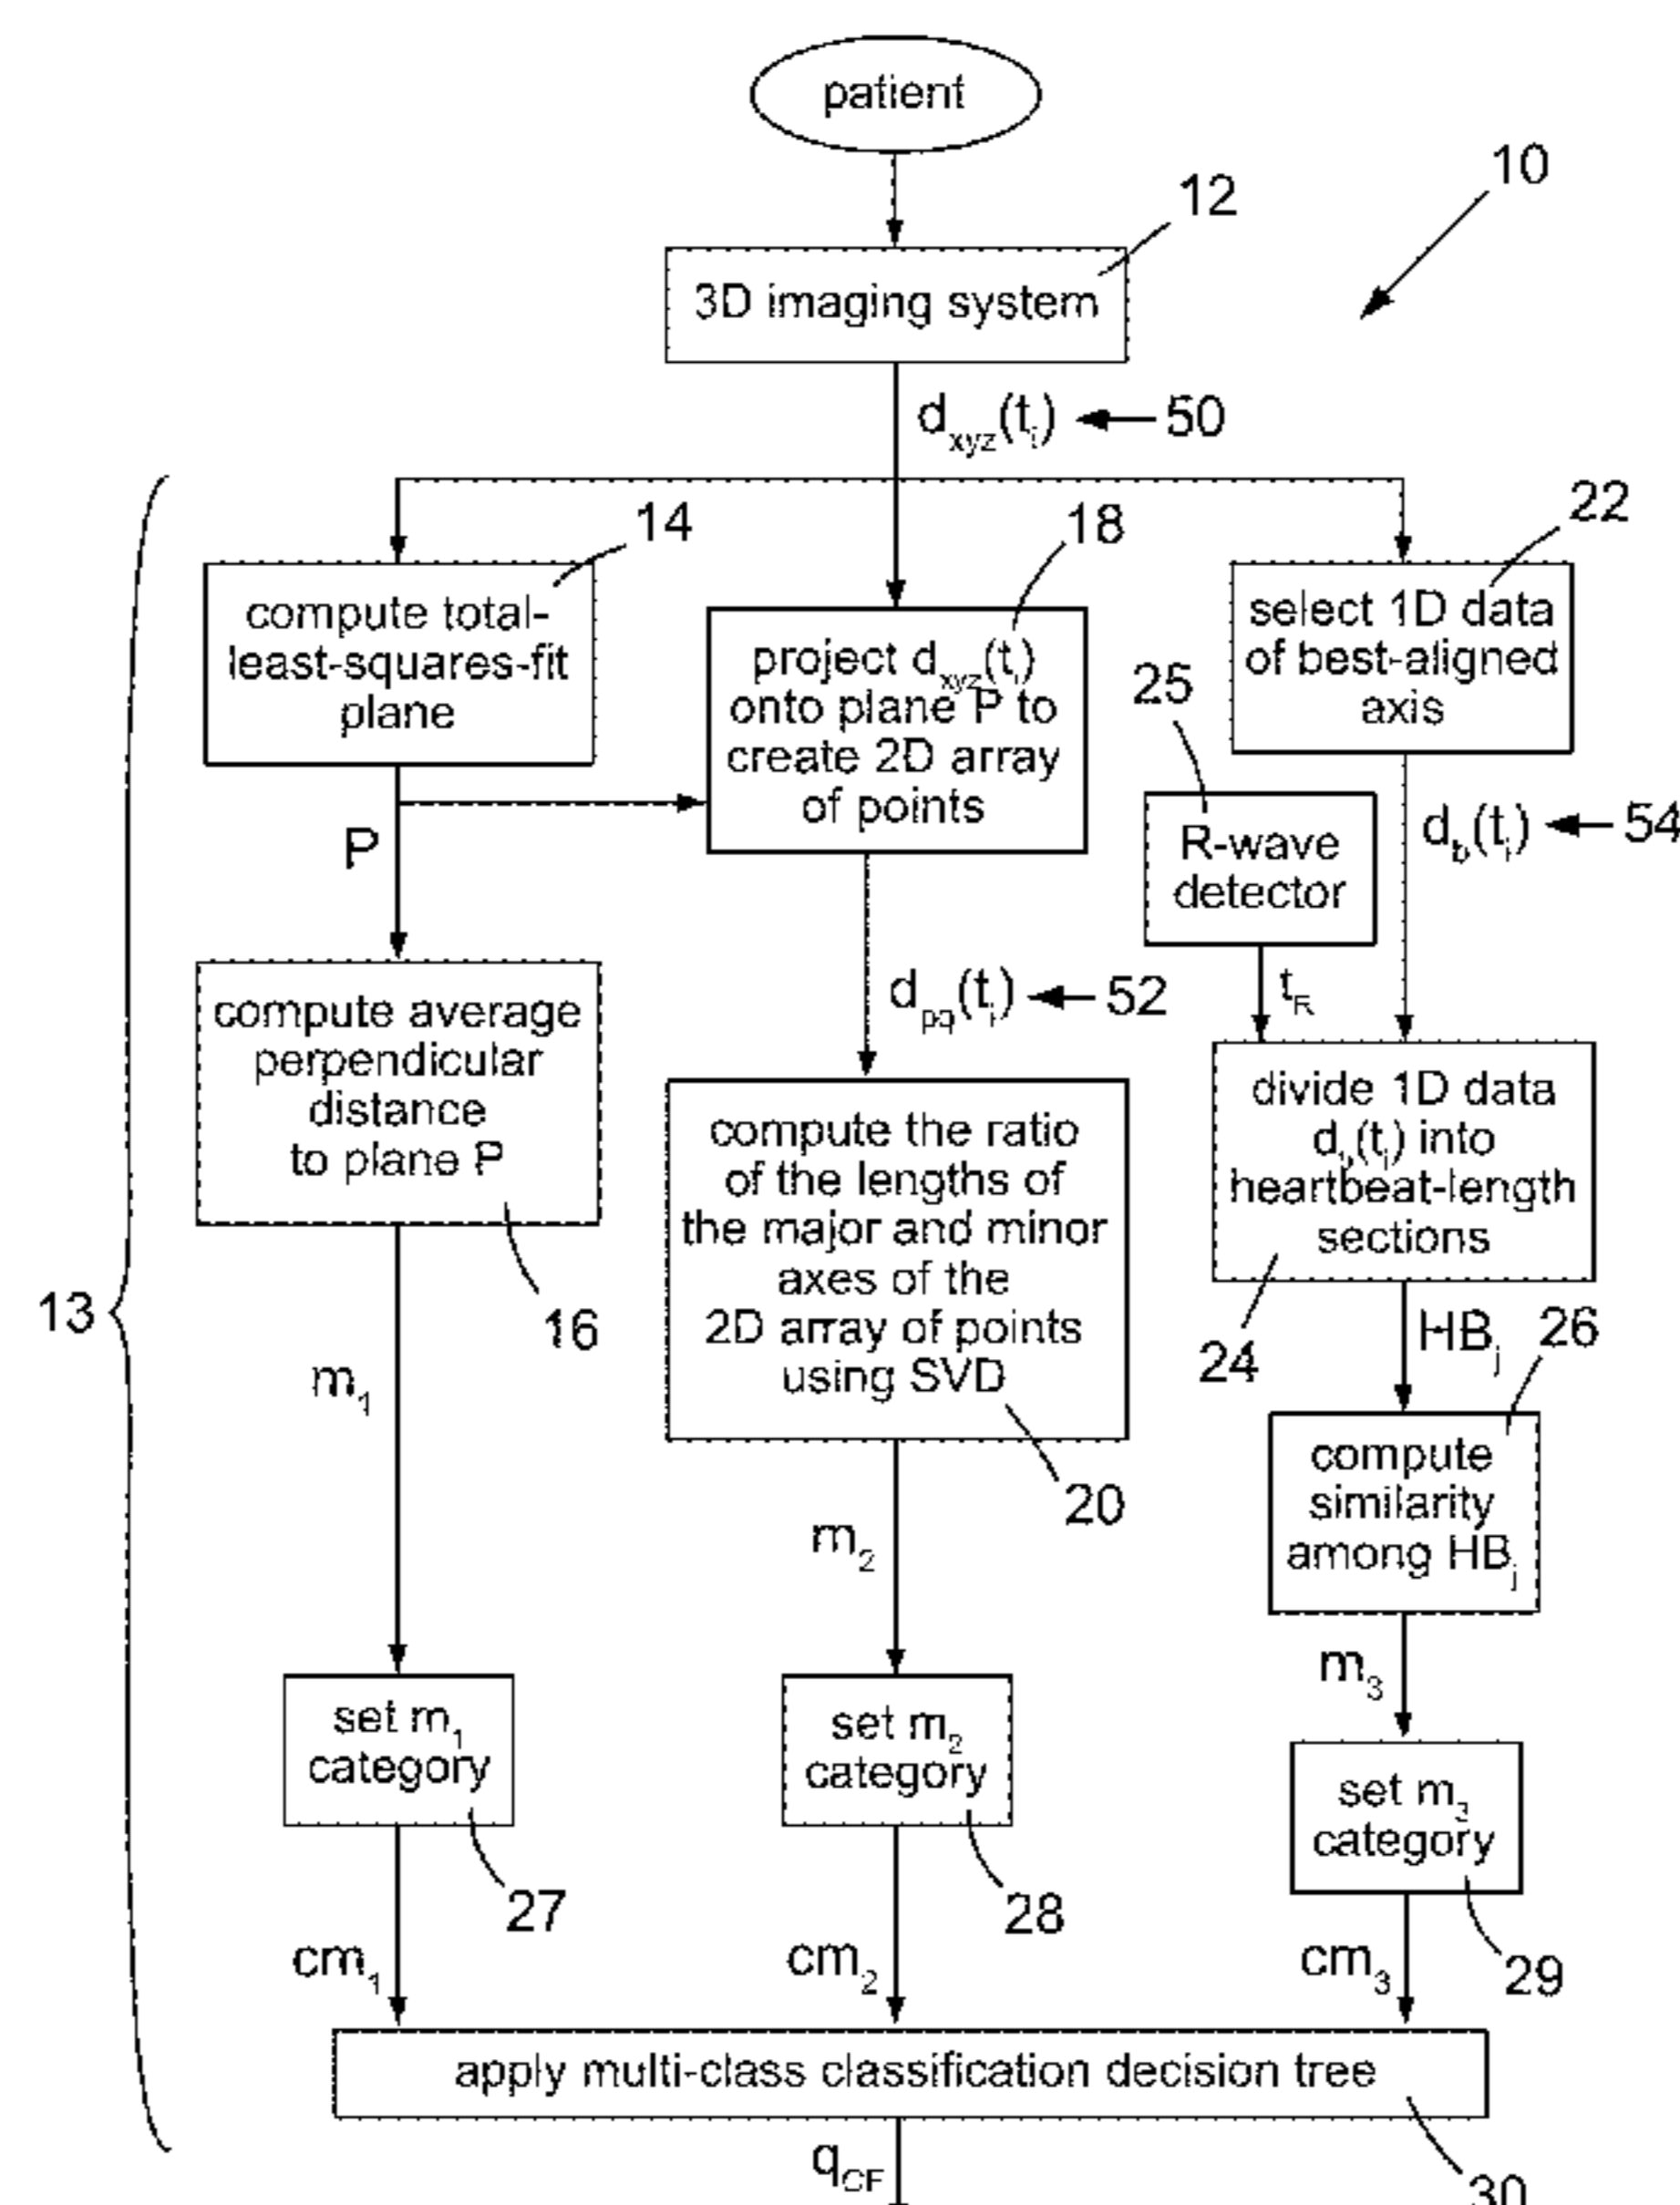 patient
10
12
3D imaging system
dxyz(ti) 50
14
18
22
compute total-
least-squares-fit
plane
project dxyz(ti)
onto plane P to
create 2D array
of points
select 1D data
of best-aligned
axis
25
R-wave
detector
db(ti) 54
P
tR
dpq(ti) 52
compute average
perpendicular
distance
to plane P
16
compute the ratio
of the lengths of
the major and minor
axes of the
2D array of points
using SVD
20
divide 1D data
db(ti) into
heartbeat-length
sections
24
HBj
26
13
m1
m2
compute
similarity
among HBj
m3
set m1
category
27
set m2
category
28
set m3
category
29
cm1
cm2
cm3
apply multi-class classification decision tree
qCF
30